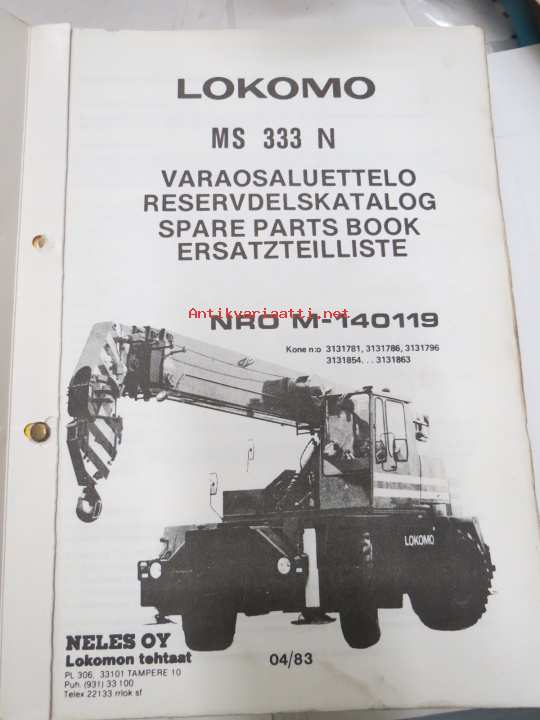 LOKOMO
MS 333 N
VARAOSALUETTELO
RESERVDELSKATALOG
SPARE PARTS BOOK
ERSATZTEILLISTE
Antikvariaatti.net
NRO M-140119
Kone n:o 3131781, 3131786, 3131796
3131854. . . 3131863
LOKOMO
NELES OY
Lokomon tehtaat
PL 306, 33101 TAMPERE 10
Puh. (931) 33 100
Telex 22133 rrlok sf
04/83